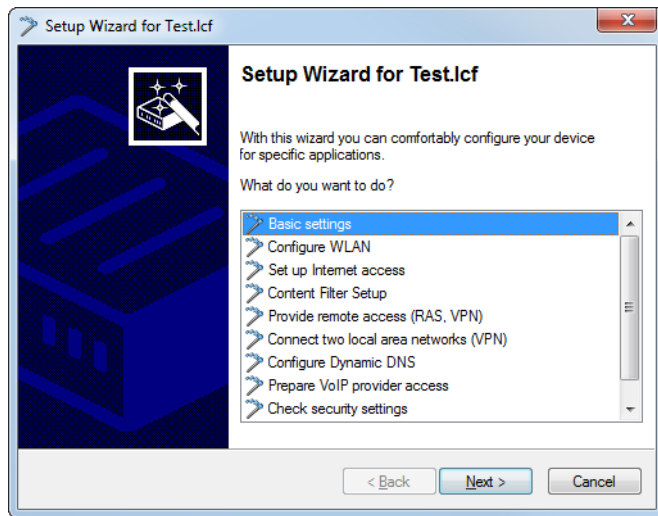 Setup Wizard for Test.lcf
Setup Wizard for Test.lcf
With this wizard you can comfortably configure your device
for specific applications.
What do you want to do?
Basic settings
Configure WLAN
Set up Internet access
Content Filter Setup
Provide remote access (RAS, VPN)
Connect two local area networks (VPN)
Configure Dynamic DNS
Prepare VoIP provider access
Check security settings
< Back
Next >
Cancel